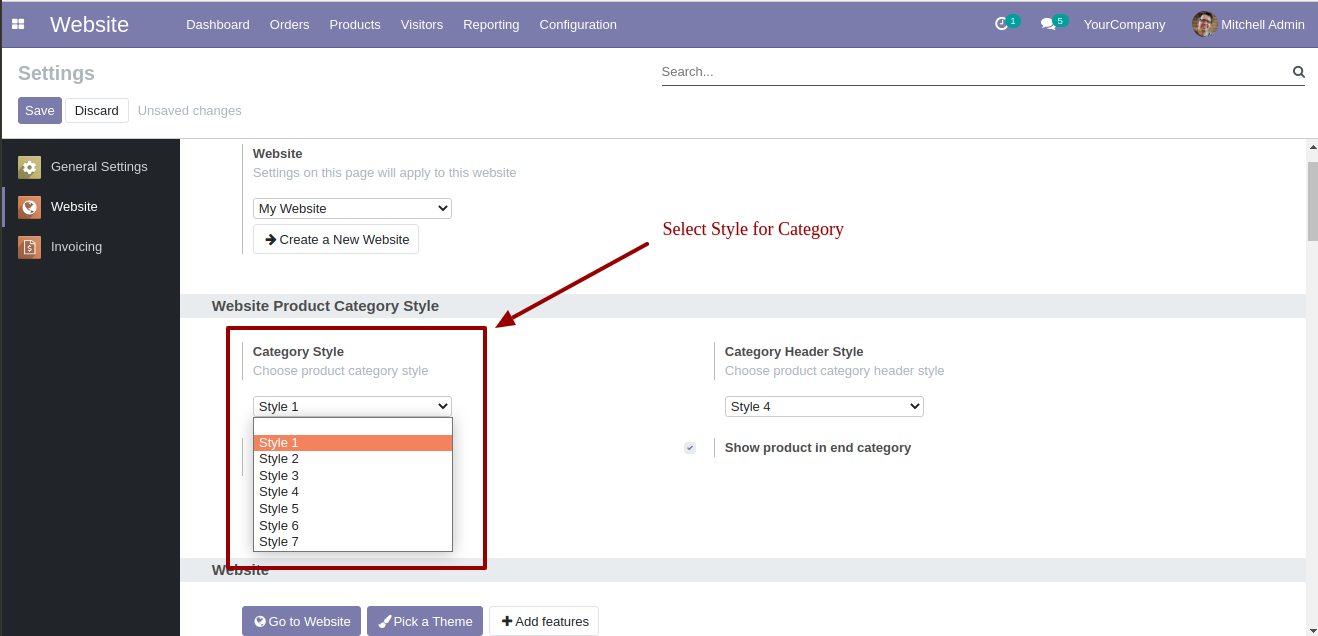 Website Dashboard Orders Products Visitors Reporting Configuration 1 5 YourCompany Mitchell Admin
Settings
Search...
Save Discard Unsaved changes
General Settings
Website
Invoicing
Website
Settings on this page will apply to this website
My Website
Create a New Website
Select Style for Category
Website Product Category Style
Category Style
Choose product category style
Style 1
Style 1
Style 2
Style 3
Style 4
Style 5
Style 6
Style 7
Category Header Style
Choose product category header style
Style 4
Show product in end category
Website
Go to Website Pick a Theme Add features